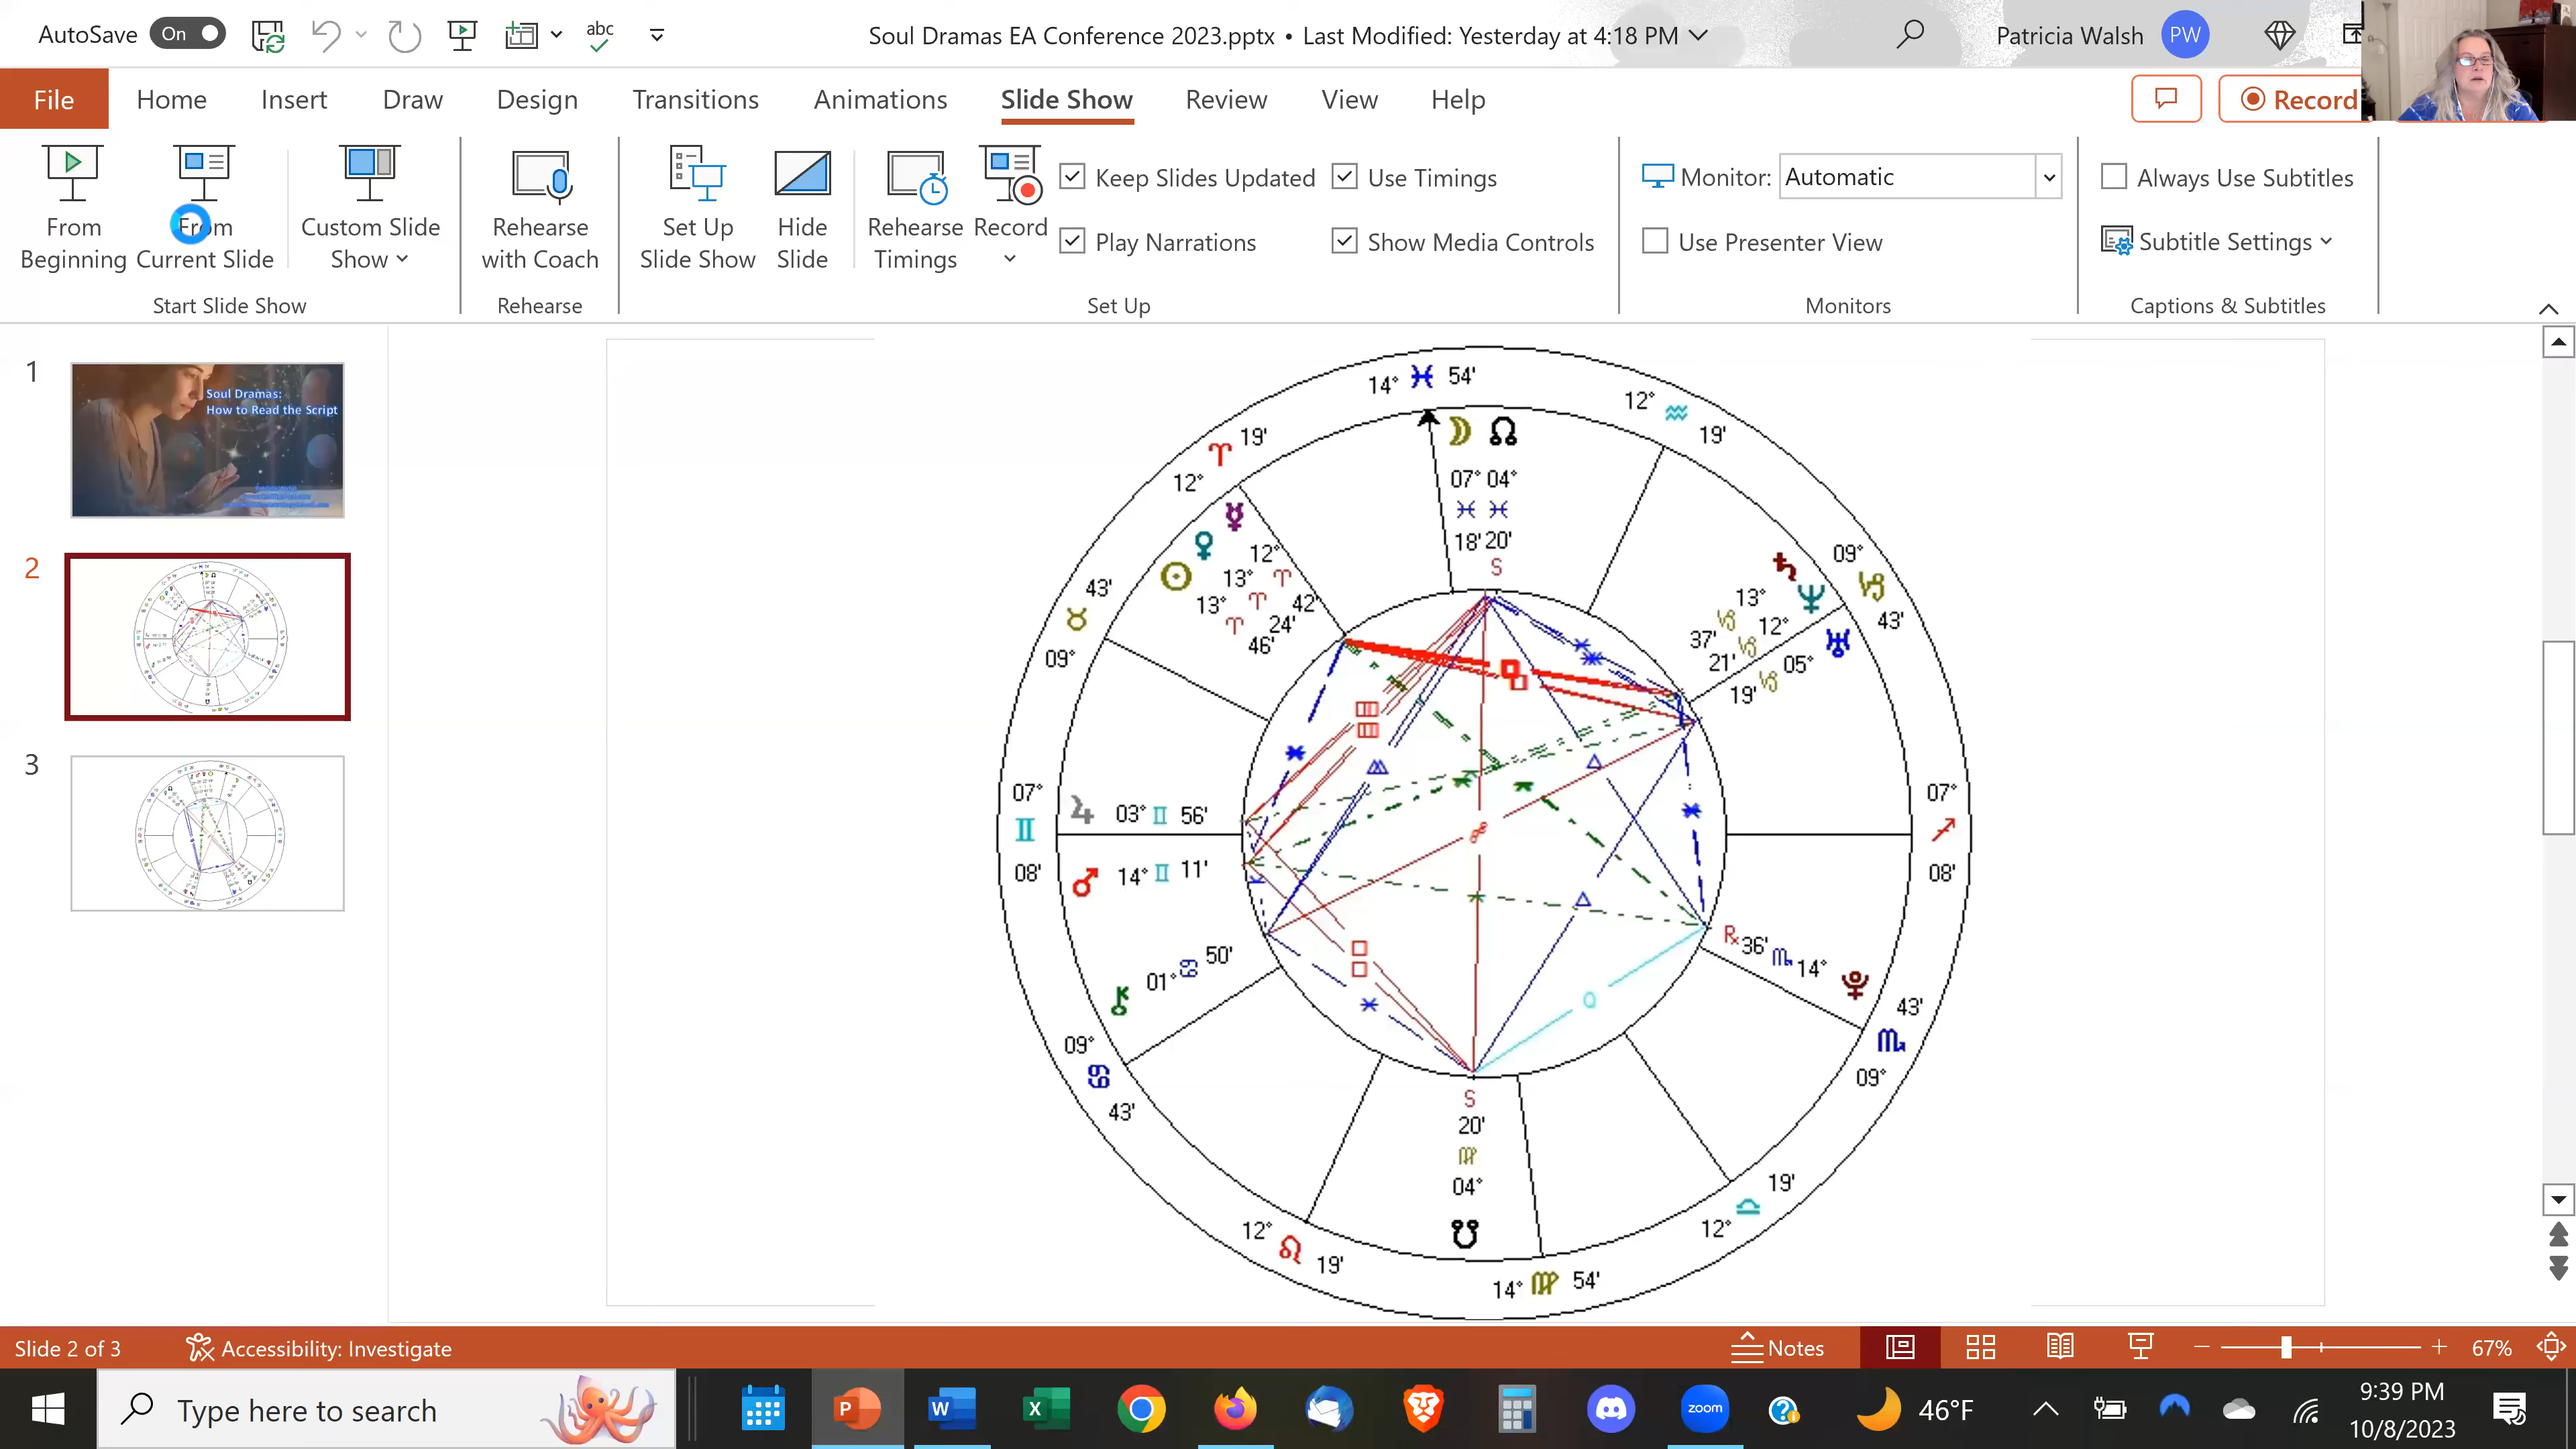 AutoSave On
abc
Soul Dramas EA Conference 2023.pptx • Last Modified: Yesterday at 4:18 PM
Patricia Walsh PW
File Home Insert Draw Design Transitions Animations Slide Show Review View Help
Record
From
Beginning
From
Current Slide
Custom Slide
Show
Start Slide Show
Rehearse
with Coach
Rehearse
Set Up
Slide Show
Hide
Slide
Rehearse
Timings
Record
Keep Slides Updated
Play Narrations
Use Timings
Show Media Controls
Set Up
Monitor: Automatic
Use Presenter View
Monitors
Always Use Subtitles
Subtitle Settings
Captions & Subtitles
1
Soul Dramas:
How to Read the Script
2
3
14° ♓ 54'
12° ♒ 19'
09° ♑ 43'
07° ♐ 08'
43' ♏ 09°
19' ♎ 12°
14° ♍ 54'
12° ♌ 19'
09° ♋ 43'
07° ♊ 08'
43' ♉ 09°
12° ♈ 19'
☽ ☊
07° 04°
♓ ♓
18' 20'
S
☿ 12° ♈ 42'
♀ 13° ♈ 24'
☉ 13° ♈ 46'
♄ 13° ♑ 37'
♆ 12° ♑ 21'
♅ 05° ♑ 19'
♃ 03° ♊ 56'
♂ 14° ♊ 11'
⚷ 01° ♋ 50'
℞ 36' ♏ 14°
S
20'
♍
04°
☋
Slide 2 of 3
Accessibility: Investigate
Notes
67%
Type here to search
P
W
X
zoom
46°F
9:39 PM
10/8/2023